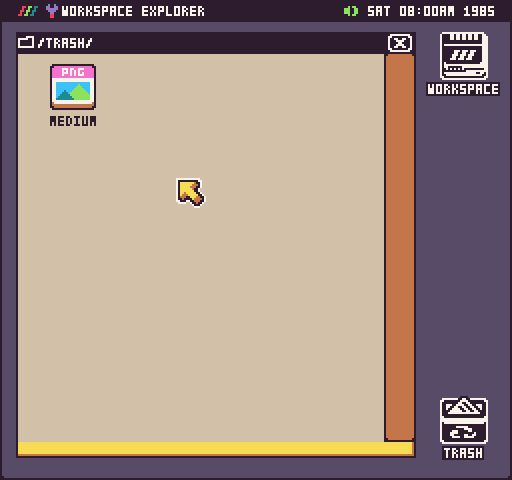 WORKSPACE EXPLORER
SAT 08:00AM 1985
/TRASH/
PNG
MEDIUM
WORKSPACE
TRASH